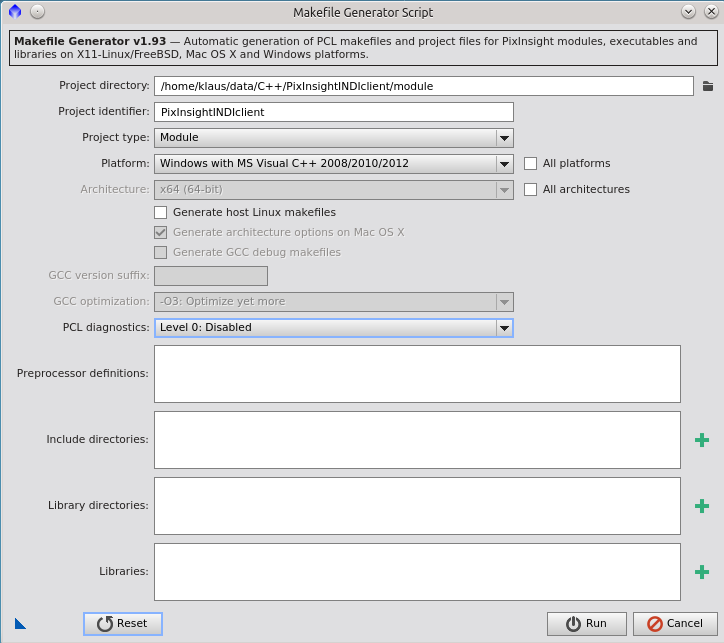 Makefile Generator Script
Makefile Generator v1.93 — Automatic generation of PCL makefiles and project files for PixInsight modules, executables and
libraries on X11-Linux/FreeBSD, Mac OS X and Windows platforms.
Project directory: /home/klaus/data/C++/PixInsightINDIclient/module
Project identifier: PixInsightINDIclient
Project type: Module
Platform: Windows with MS Visual C++ 2008/2010/2012 All platforms
Architecture: x64 (64-bit) All architectures
Generate host Linux makefiles
Generate architecture options on Mac OS X
Generate GCC debug makefiles
GCC version suffix:
GCC optimization: -O3: Optimize yet more
PCL diagnostics: Level 0: Disabled
Preprocessor definitions:
Include directories:
Library directories:
Libraries:
Reset Run Cancel